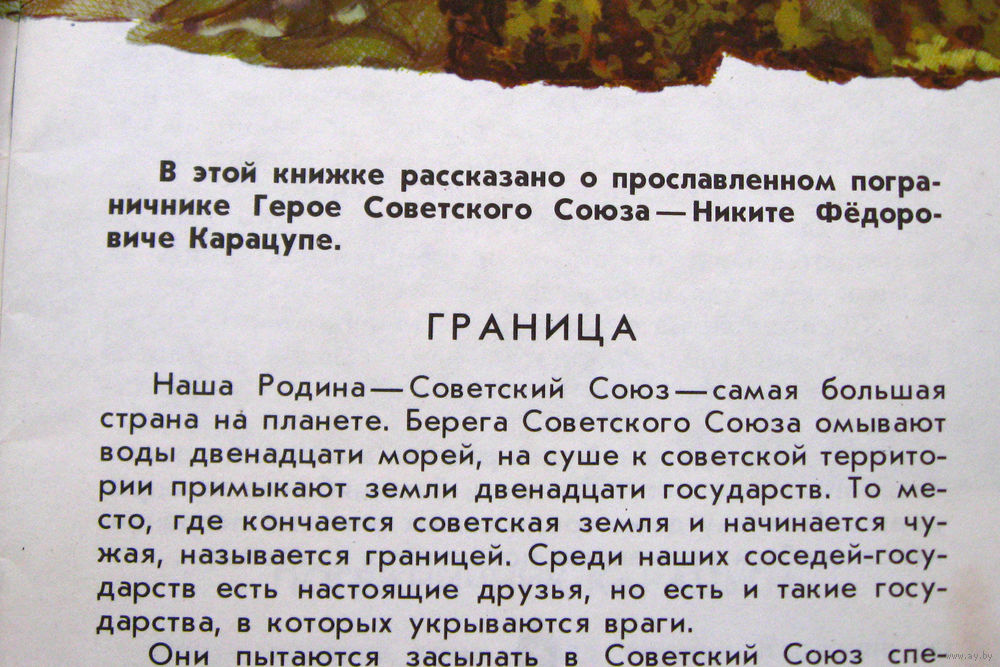 В этой книжке рассказано о прославленном погра-
ничнике Герое Советского Союза — Никите Фёдоро-
виче Карацупе.
ГРАНИЦА
Наша Родина — Советский Союз — самая большая
страна на планете. Берега Советского Союза омывают
воды двенадцати морей, на суше к советской террито-
рии примыкают земли двенадцати государств. То ме-
сто, где кончается советская земля и начинается чу-
жая, называется границей. Среди наших соседей-госу-
дарств есть настоящие друзья, но есть и такие госу-
дарства, в которых укрываются враги.
Они пытаются засылать в Советский Союз спе-
www.ay.by